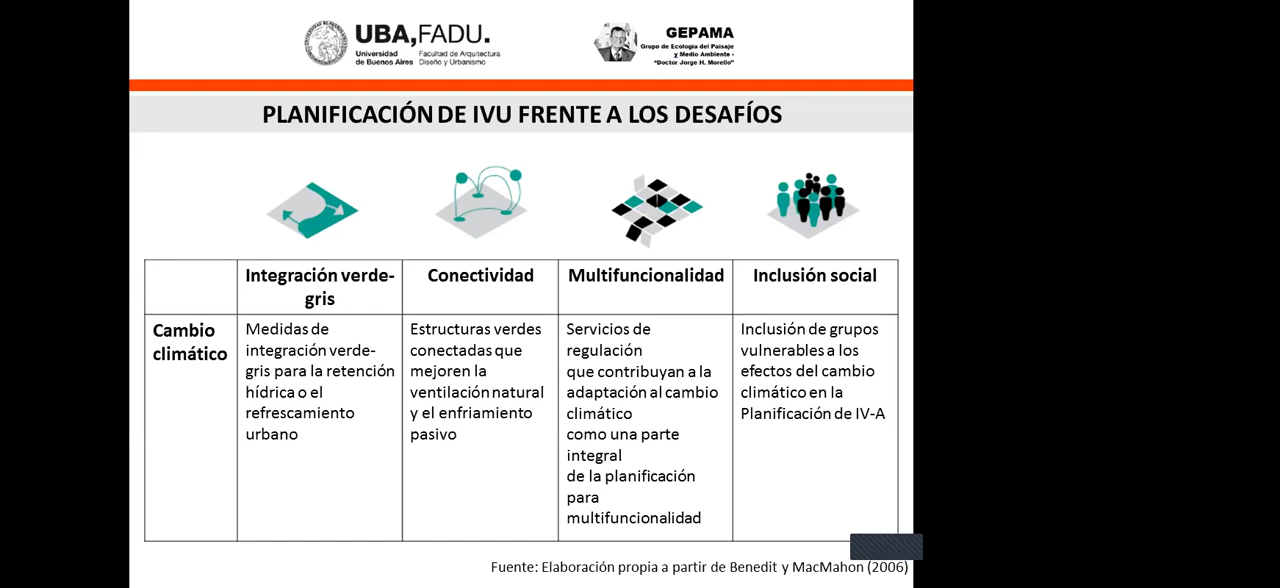 UBA,FADU.
Universidad
de Buenos Aires
Facultad de Arquitectura
Diseño y Urbanismo
GEPAMA
Grupo de Ecología del Paisaje
y Medio Ambiente -
"Doctor Jorge H. Morello"
PLANIFICACIÓN DE IVU FRENTE A LOS DESAFÍOS
Integración verde-
gris
Conectividad
Multifuncionalidad
Inclusión social
Cambio
climático
Medidas de
integración verde-
gris para la retención
hídrica o el
refrescamiento
urbano
Estructuras verdes
conectadas que
mejoren la
ventilación natural
y el enfriamiento
pasivo
Servicios de
regulación
que contribuyan a la
adaptación al cambio
climático
como una parte
integral
de la planificación
para
multifuncionalidad
Inclusión de grupos
vulnerables a los
efectos del cambio
climático en la
Planificación de IV-A
Fuente: Elaboración propia a partir de Benedit y MacMahon (2006)